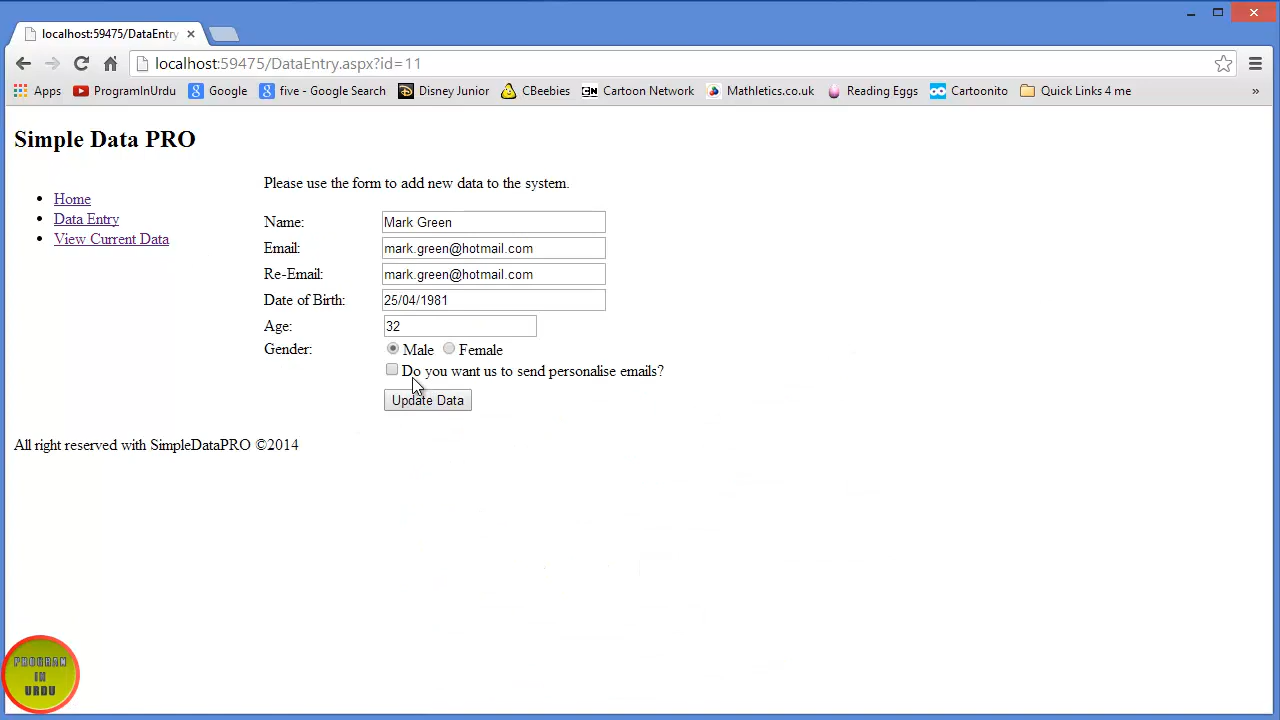 localhost:59475/DataEntry
localhost:59475/DataEntry.aspx?id=11
Apps ProgramInUrdu Google five - Google Search Disney Junior CBeebies Cartoon Network Mathletics.co.uk Reading Eggs Cartoonito Quick Links 4 me »
Simple Data PRO
Home
Data Entry
View Current Data
Please use the form to add new data to the system.
Name: Mark Green
Email: mark.green@hotmail.com
Re-Email: mark.green@hotmail.com
Date of Birth: 25/04/1981
Age: 32
Gender: Male Female
Do you want us to send personalise emails?
Update Data
All right reserved with SimpleDataPRO ©2014
PROGRAM
IN
URDU